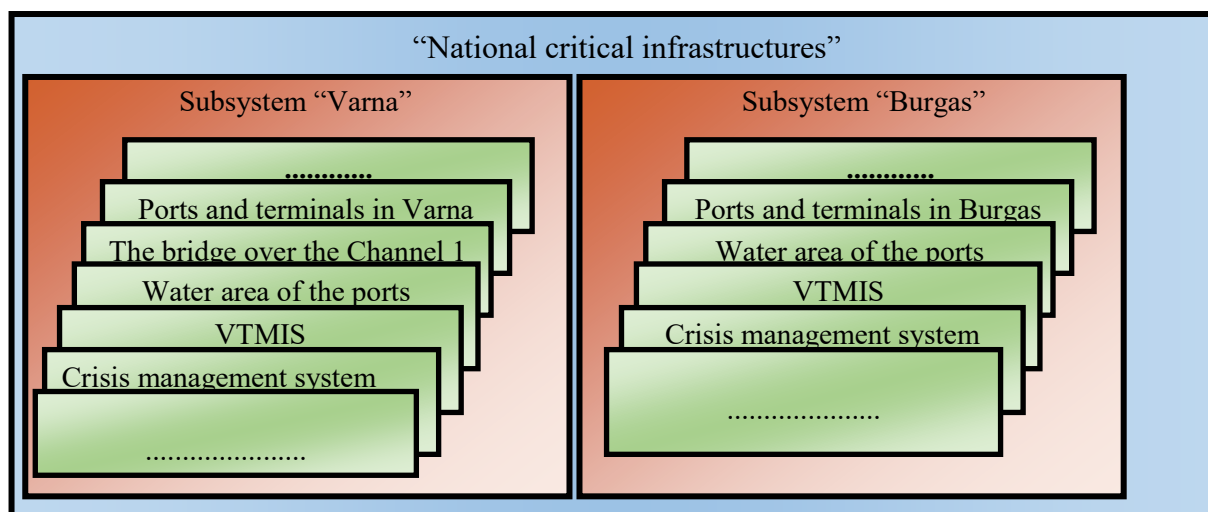 “National critical infrastructures”
Subsystem “Varna”
............
Ports and terminals in Varna
The bridge over the Channel 1
Water area of the ports
VTMIS
Crisis management system
......................
Subsystem “Burgas”
............
Ports and terminals in Burgas
Water area of the ports
VTMIS
Crisis management system
.....................